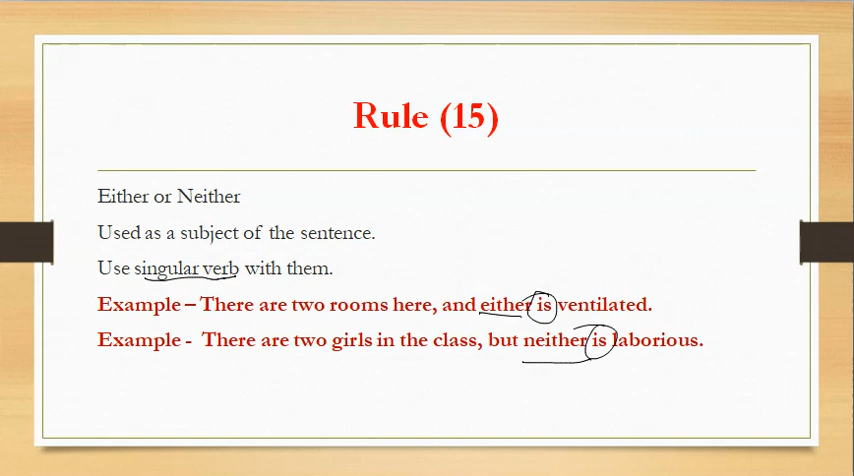 Rule (15)
Either or Neither
Used as a subject of the sentence.
Use singular verb with them.
Example – There are two rooms here, and either is ventilated.
Example - There are two girls in the class, but neither is laborious.